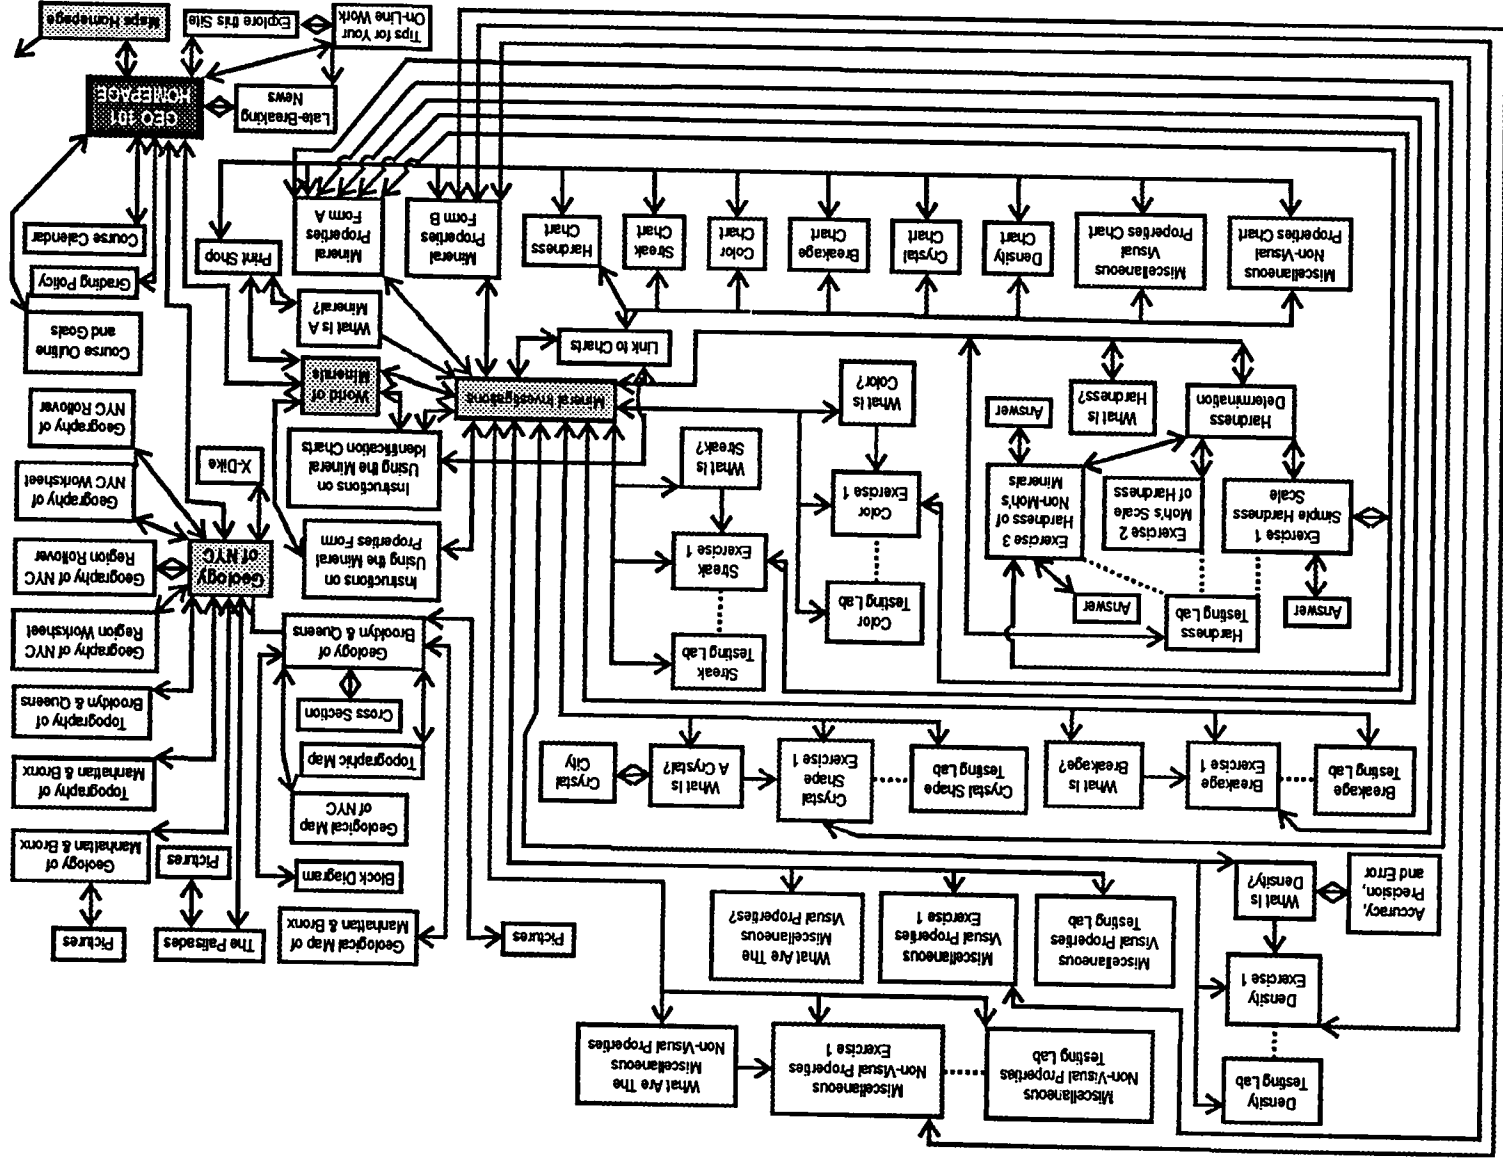 Density
Testing Lab
Miscellaneous
Non-Visual Properties
Testing Lab
Miscellaneous
Non-Visual Properties
Exercise 1
What Are The
Miscellaneous
Non-Visual Properties
Density
Exercise 1
Miscellaneous
Visual Properties
Testing Lab
Miscellaneous
Visual Properties
Exercise 1
What Are The
Miscellaneous
Visual Properties?
Accuracy,
Precision,
and Error
What Is
Density?
Pictures
Geological Map of
Manhattan & Bronx
The Palisades
Pictures
Block Diagram
Pictures
Geology of
Manhattan & Bronx
Geological Map
of NYC
Breakage
Testing Lab
Breakage
Exercise 1
What Is
Breakage?
Crystal Shape
Testing Lab
Crystal
Shape
Exercise 1
What Is
A Crystal?
Crystal
City
Topographic Map
Topography of
Manhattan & Bronx
Cross Section
Topography of
Brooklyn & Queens
Streak
Testing Lab
Geology of
Brooklyn & Queens
Geography of NYC
Region Worksheet
Answer
Hardness
Testing Lab
Answer
Color
Testing Lab
Streak
Exercise 1
Instructions on
Using the Mineral
Properties Form
Geology
of NYC
Geography of NYC
Region Rollover
Exercise 1
Simple Hardness
Scale
Exercise 2
Moh's Scale
of Hardness
Exercise 3
Hardness of
Non-Moh's
Minerals
Color
Exercise 1
What Is
Streak?
Instructions on
Using the Mineral
Identification Charts
X-Dike
Geography of
NYC Worksheet
Hardness
Determination
What Is
Hardness?
Answer
What Is
Color?
Mineral Investigations
World of
Minerals
Geography of
NYC Rollover
Link to Charts
What Is A
Mineral?
Course Outline
and Goals
Miscellaneous
Non-Visual
Properties Chart
Miscellaneous
Visual
Properties Chart
Density
Chart
Crystal
Chart
Breakage
Chart
Color
Chart
Streak
Chart
Hardness
Chart
Mineral
Properties
Form B
Mineral
Properties
Form A
Print Shop
Grading Policy
Course Calendar
Late-Breaking
News
GEO 101
HOMEPAGE
Tips for Your
On-Line Work
Explore this Site
Maps Homepage